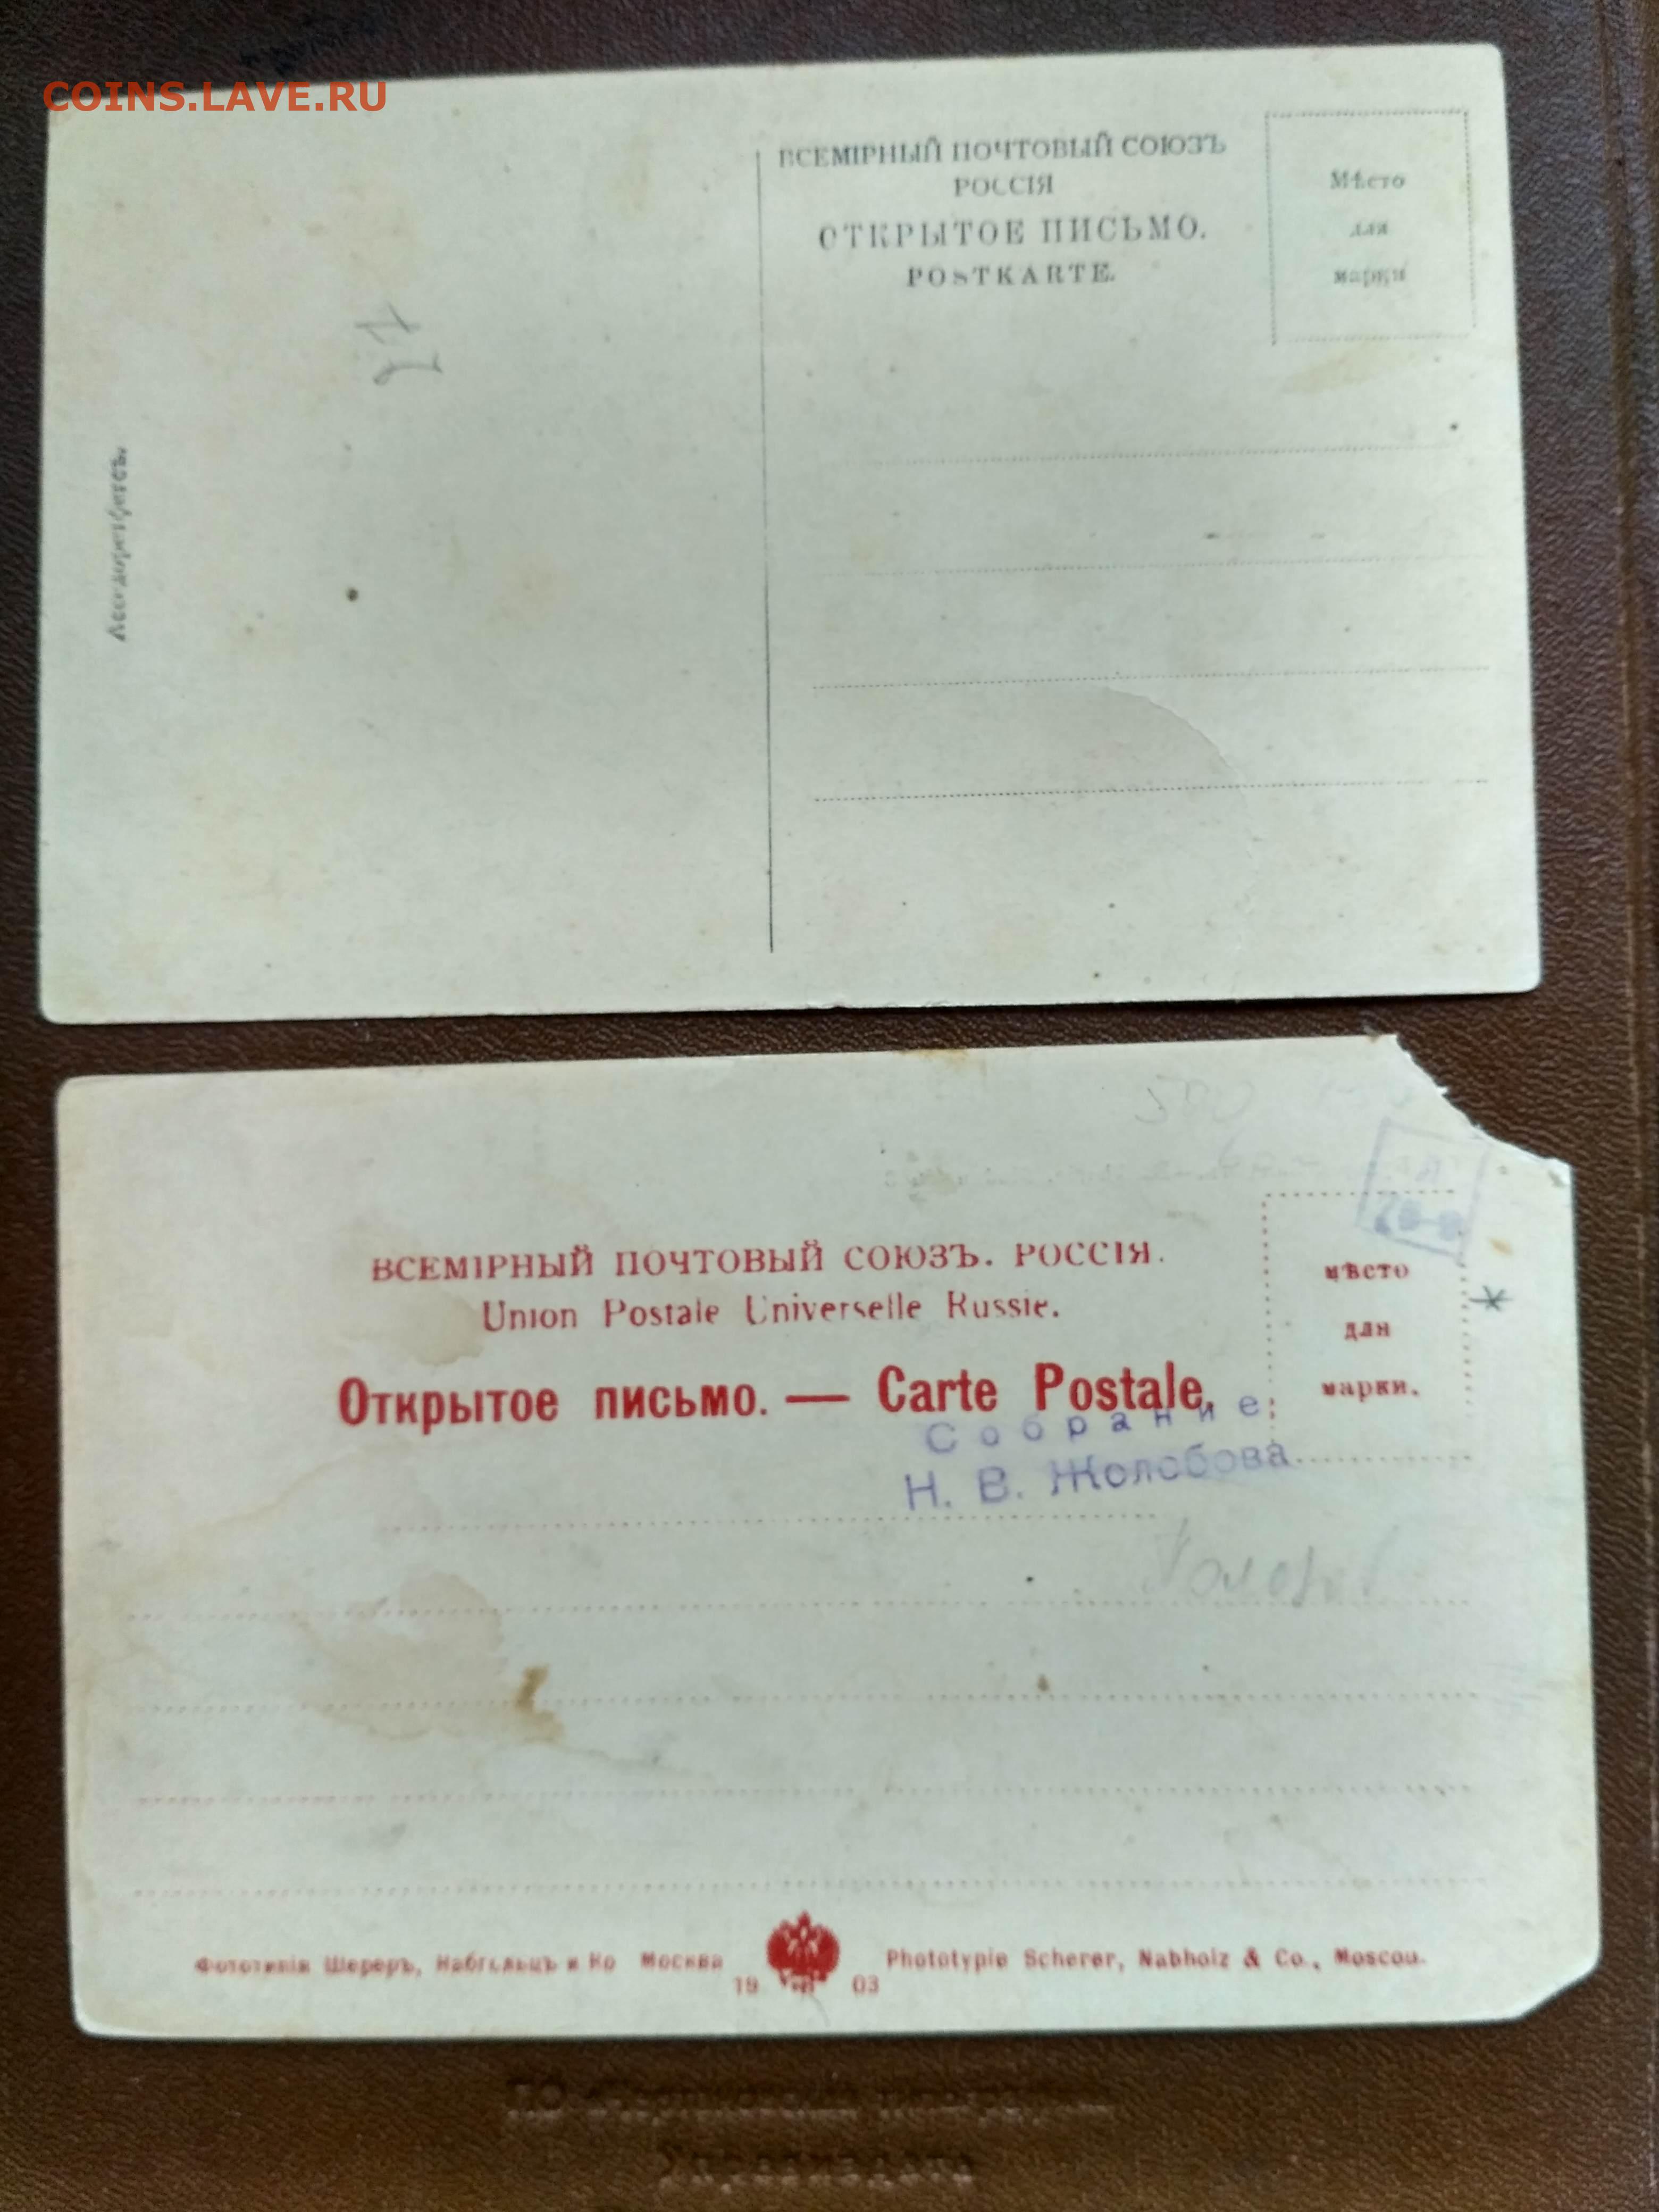 COINS.LAVE.RU
ВСЕМІРНЫЙ ПОЧТОВЫЙ СОЮЗЪ
РОССІЯ
ОТКРЫТОЕ ПИСЬМО.
POSTKARTE.
Мѣсто
для
марки
ВСЕМІРНЫЙ ПОЧТОВЫЙ СОЮЗЪ. РОССІЯ.
Union Postale Universelle Russie.
Открытое письмо. — Carte Postale.
мѣсто
для
марки.
Собрание
Н. В. Жолобова
Фототипія Шереръ, Набгольцъ и Ко Москва
Phototypie Scherer, Nabholz & Co., Moscou.
19 03